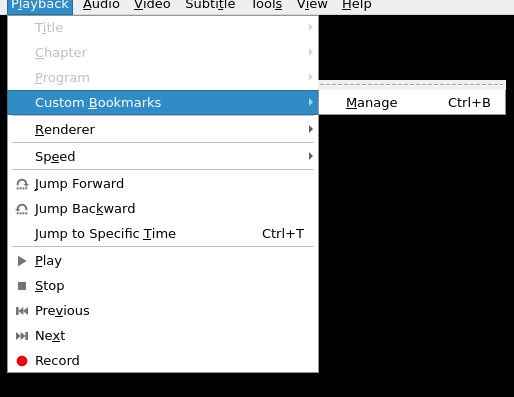 Playback Audio Video Subtitle Tools View Help
Title
Chapter
Program
Custom Bookmarks
Manage Ctrl+B
Renderer
Speed
Jump Forward
Jump Backward
Jump to Specific Time Ctrl+T
Play
Stop
Previous
Next
Record